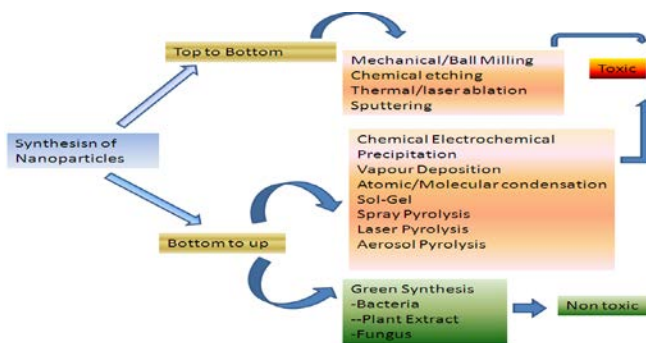 Top to Bottom
Mechanical/Ball Milling
Chemical etching
Thermal/laser ablation
Sputtering
Toxic
Synthesisn of
Nanoparticles
Chemical Electrochemical
Precipitation
Vapour Deposition
Atomic/Molecular condensation
Sol-Gel
Spray Pyrolysis
Laser Pyrolysis
Aerosol Pyrolysis
Bottom to up
Green Synthesis
-Bacteria
--Plant Extract
-Fungus
Non toxic